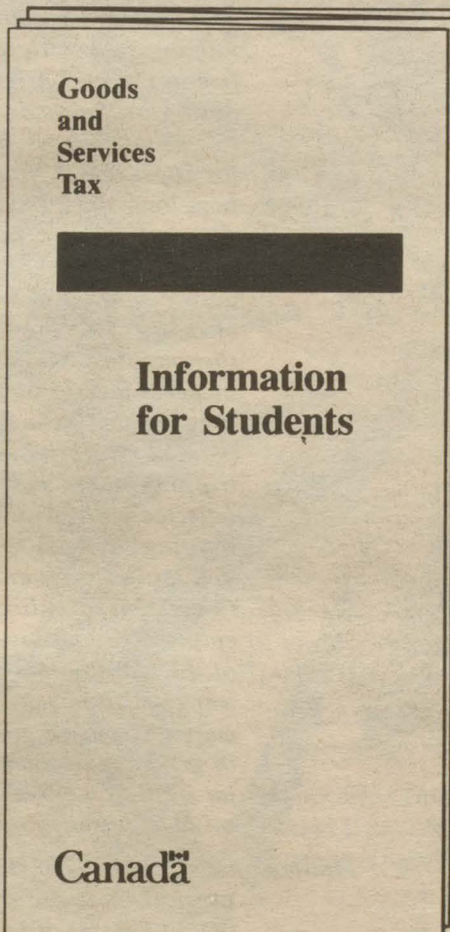 Goods
and
Services
Tax
Information
for Students
Canada